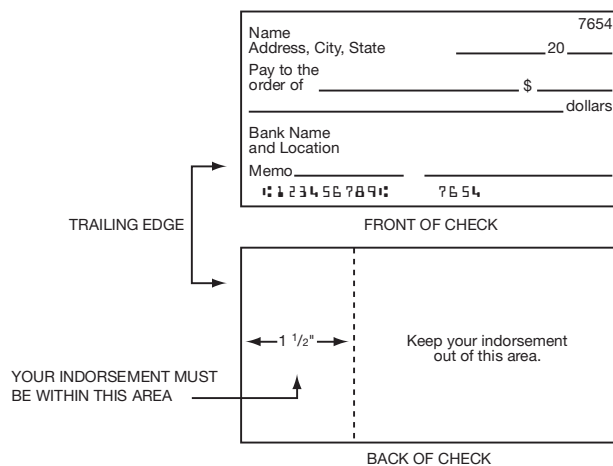 7654
Name
Address, City, State 20
Pay to the
order of $
dollars
Bank Name
and Location
Memo
⑆123456789⑆ 7654
TRAILING EDGE
FRONT OF CHECK
1 1/2"
Keep your indorsement
out of this area.
YOUR INDORSEMENT MUST
BE WITHIN THIS AREA
BACK OF CHECK